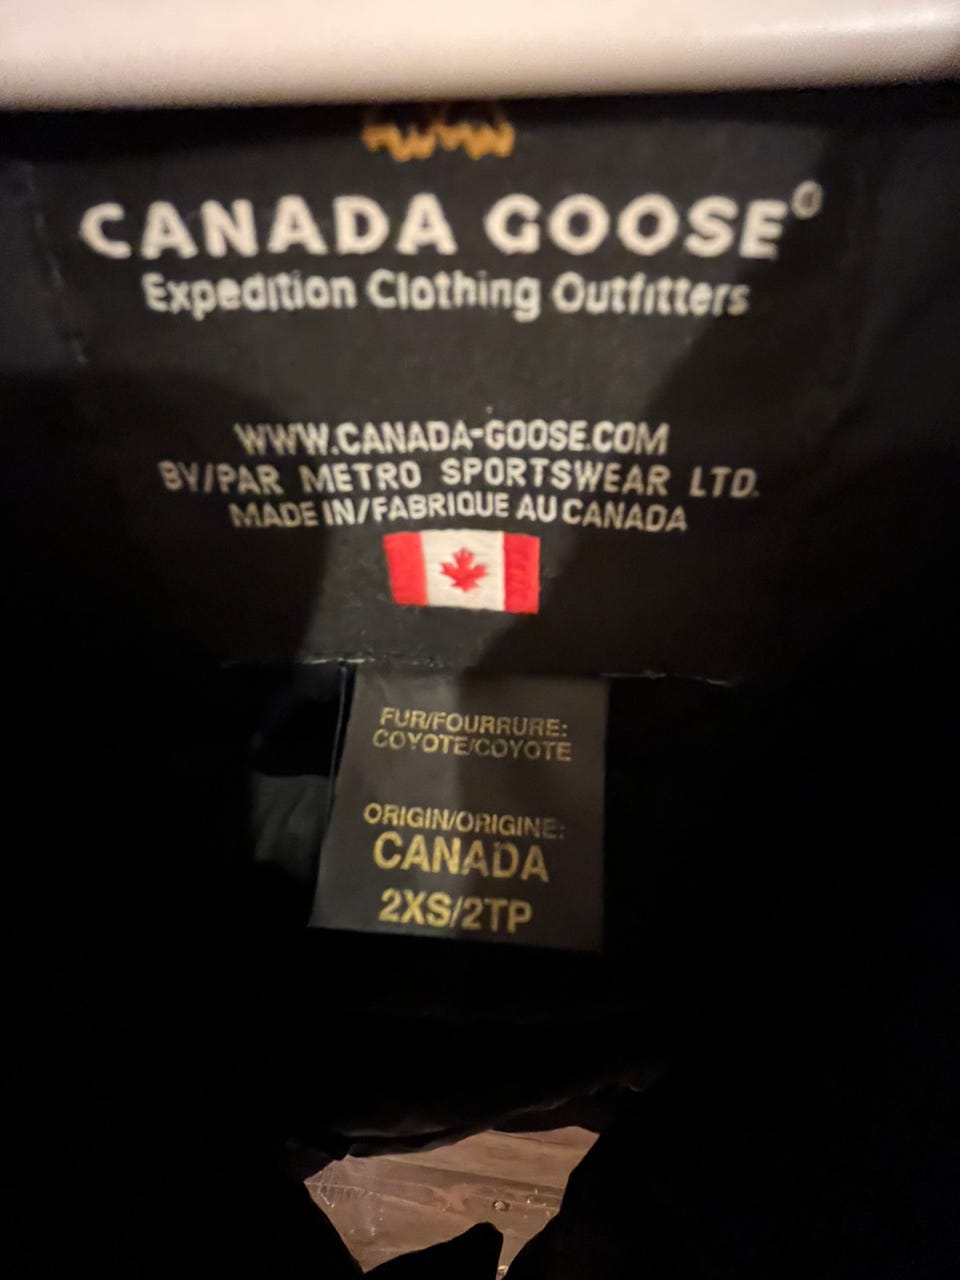 CANADA GOOSE®
Expedition Clothing Outfitters
WWW.CANADA-GOOSE.COM
BY/PAR METRO SPORTSWEAR LTD.
MADE IN/FABRIQUE AU CANADA
FUR/FOURRURE:
COYOTE/COYOTE
ORIGIN/ORIGINE:
CANADA
2XS/2TP